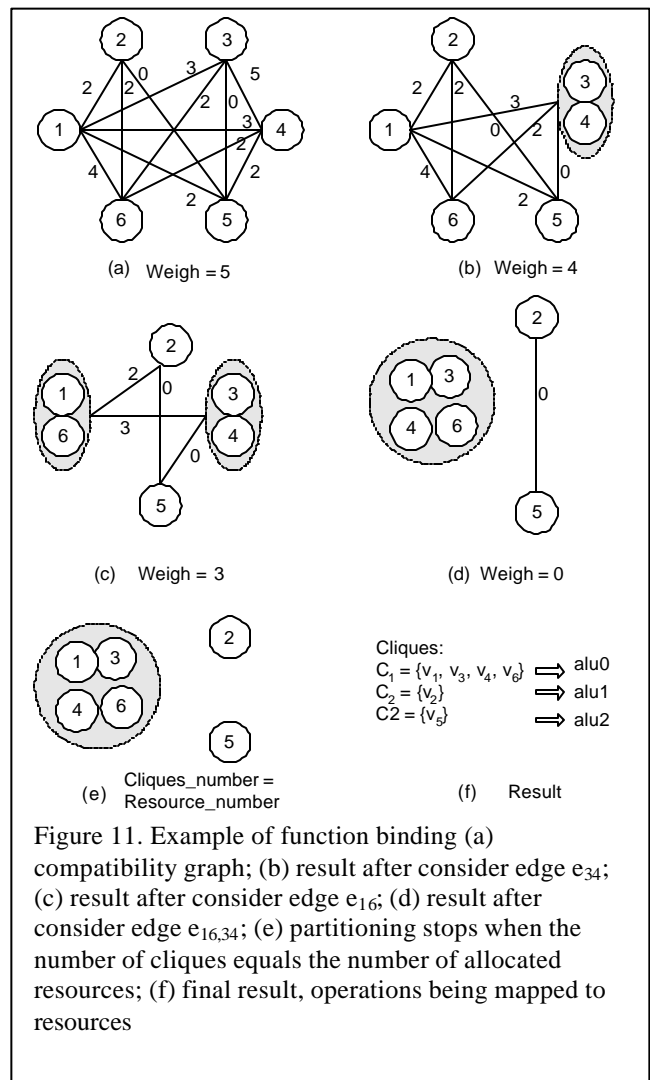 2 3
2 0 2 3 5
2 0
1 3 4
2
4 2 2
6 5
(a) Weigh = 5
2
3
2 2
3
1 4
0 2
4 0
2
6 5
(b) Weigh = 4
2
2
1 0 3
6 3 4
0
5
(c) Weigh = 3
2
1 3
0
4 6
5
(d) Weigh = 0
2
1 3
4 6
5
(e) Cliques_number =
Resource_number
Cliques:
C1 = {v1, v3, v4, v6} ⇨ alu0
C2 = {v2} ⇨ alu1
C2 = {v5} ⇨ alu2
(f) Result
Figure 11. Example of function binding (a)
compatibility graph; (b) result after consider edge e34;
(c) result after consider edge e16; (d) result after
consider edge e16,34; (e) partitioning stops when the
number of cliques equals the number of allocated
resources; (f) final result, operations being mapped to
resources